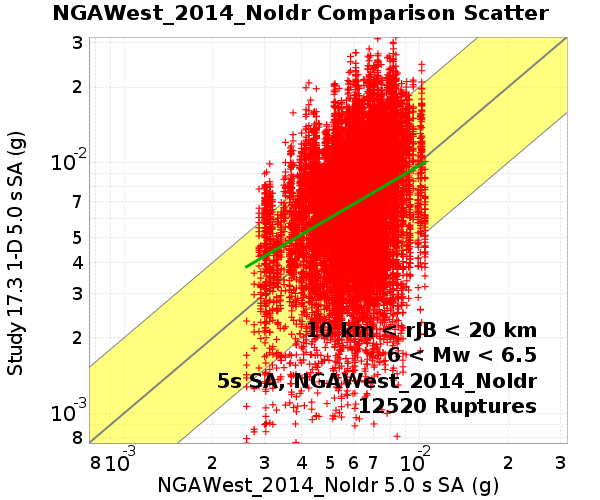 NGAWest_2014_NoIdr Comparison Scatter
Study 17.3 1-D 5.0 s SA (g)
3
2
10-2
7
5
4
3
2
10-3
8
10 km < rJB < 20 km
6 < Mw < 6.5
5s SA, NGAWest_2014_NoIdr
12520 Ruptures
8 10-3 2 3 4 5 6 7 10-2 2 3
NGAWest_2014_NoIdr 5.0 s SA (g)